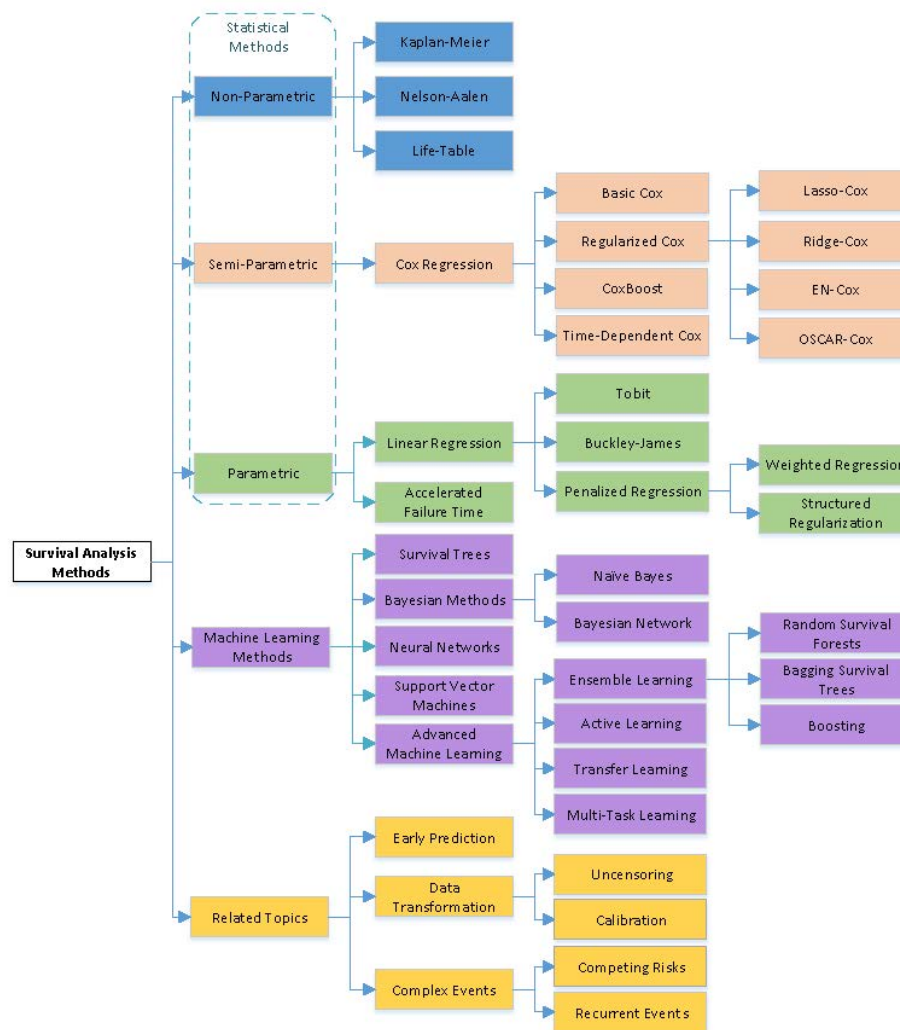 Statistical
Methods
Non-Parametric
Kaplan-Meier
Nelson-Aalen
Life-Table
Semi-Parametric
Cox Regression
Basic Cox
Regularized Cox
CoxBoost
Time-Dependent Cox
Lasso-Cox
Ridge-Cox
EN-Cox
OSCAR-Cox
Parametric
Linear Regression
Accelerated
Failure Time
Tobit
Buckley-James
Penalized Regression
Weighted Regression
Structured
Regularization
Survival Analysis
Methods
Machine Learning
Methods
Survival Trees
Bayesian Methods
Neural Networks
Support Vector
Machines
Advanced
Machine Learning
Naïve Bayes
Bayesian Network
Ensemble Learning
Active Learning
Transfer Learning
Multi-Task Learning
Random Survival
Forests
Bagging Survival
Trees
Boosting
Related Topics
Early Prediction
Data
Transformation
Complex Events
Uncensoring
Calibration
Competing Risks
Recurrent Events